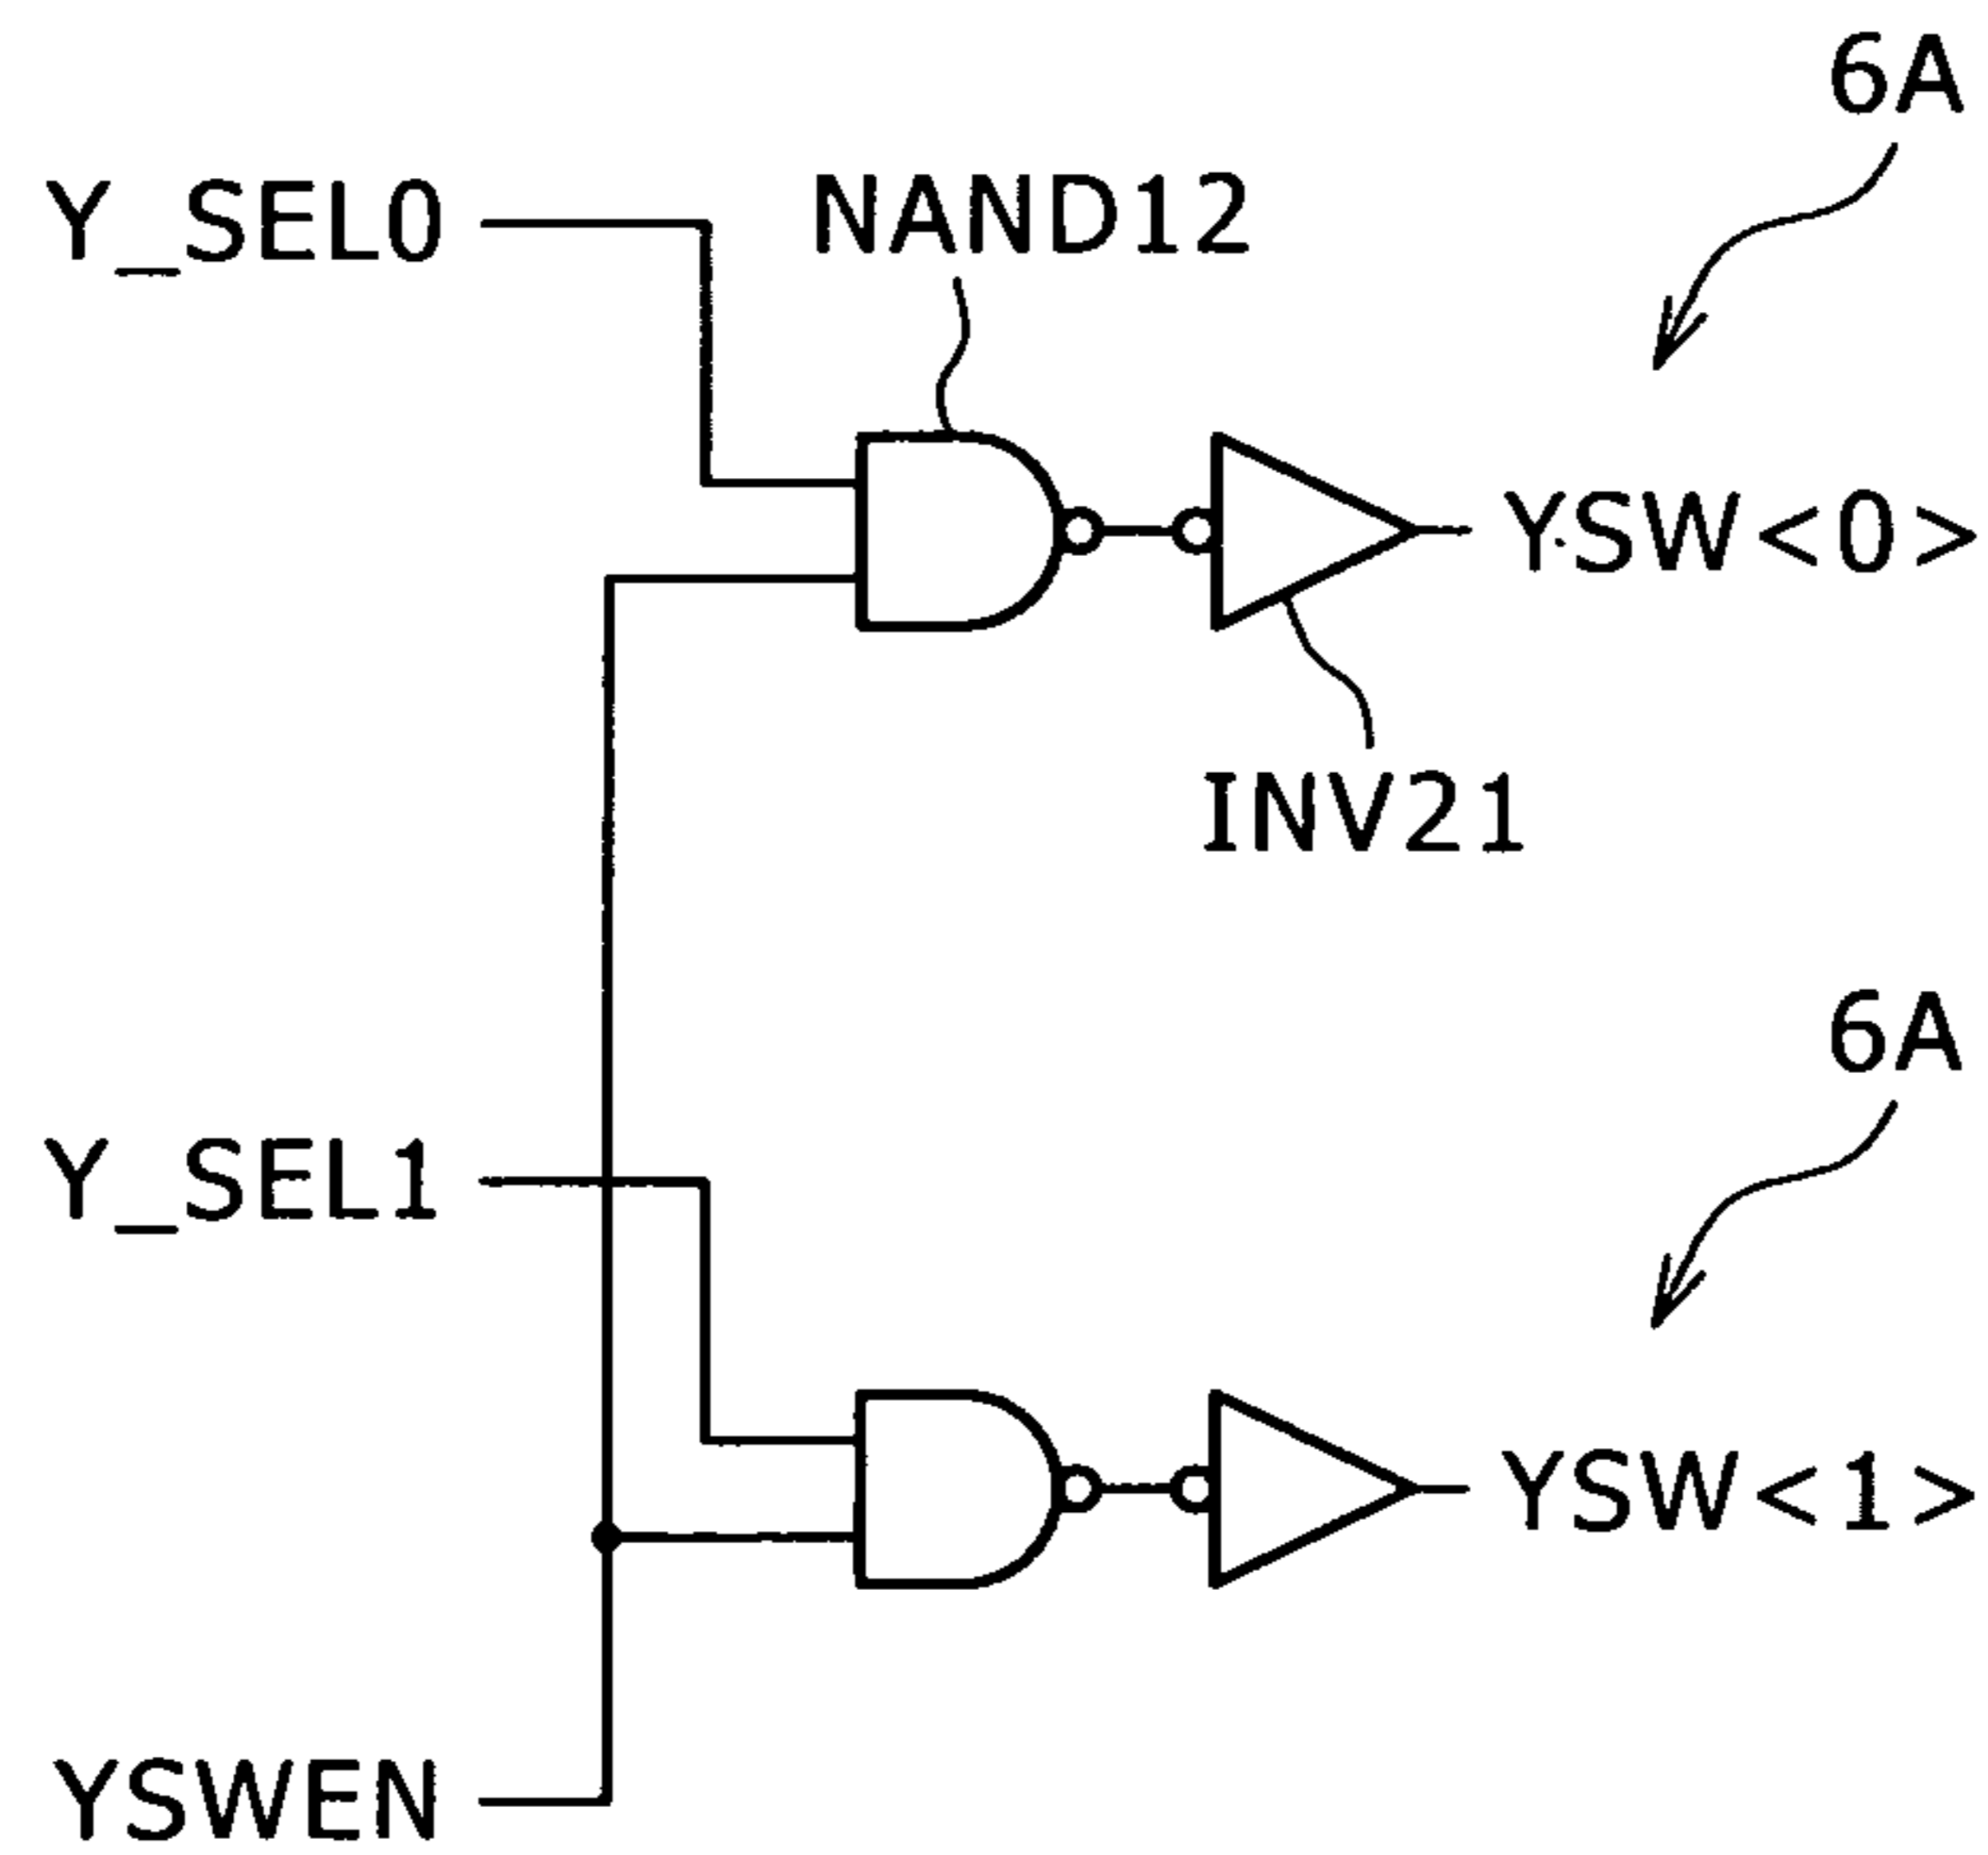 6A
Y_SEL0
NAND12
YSW<0>
INV21
6A
Y_SEL1
YSW<1>
YSWEN